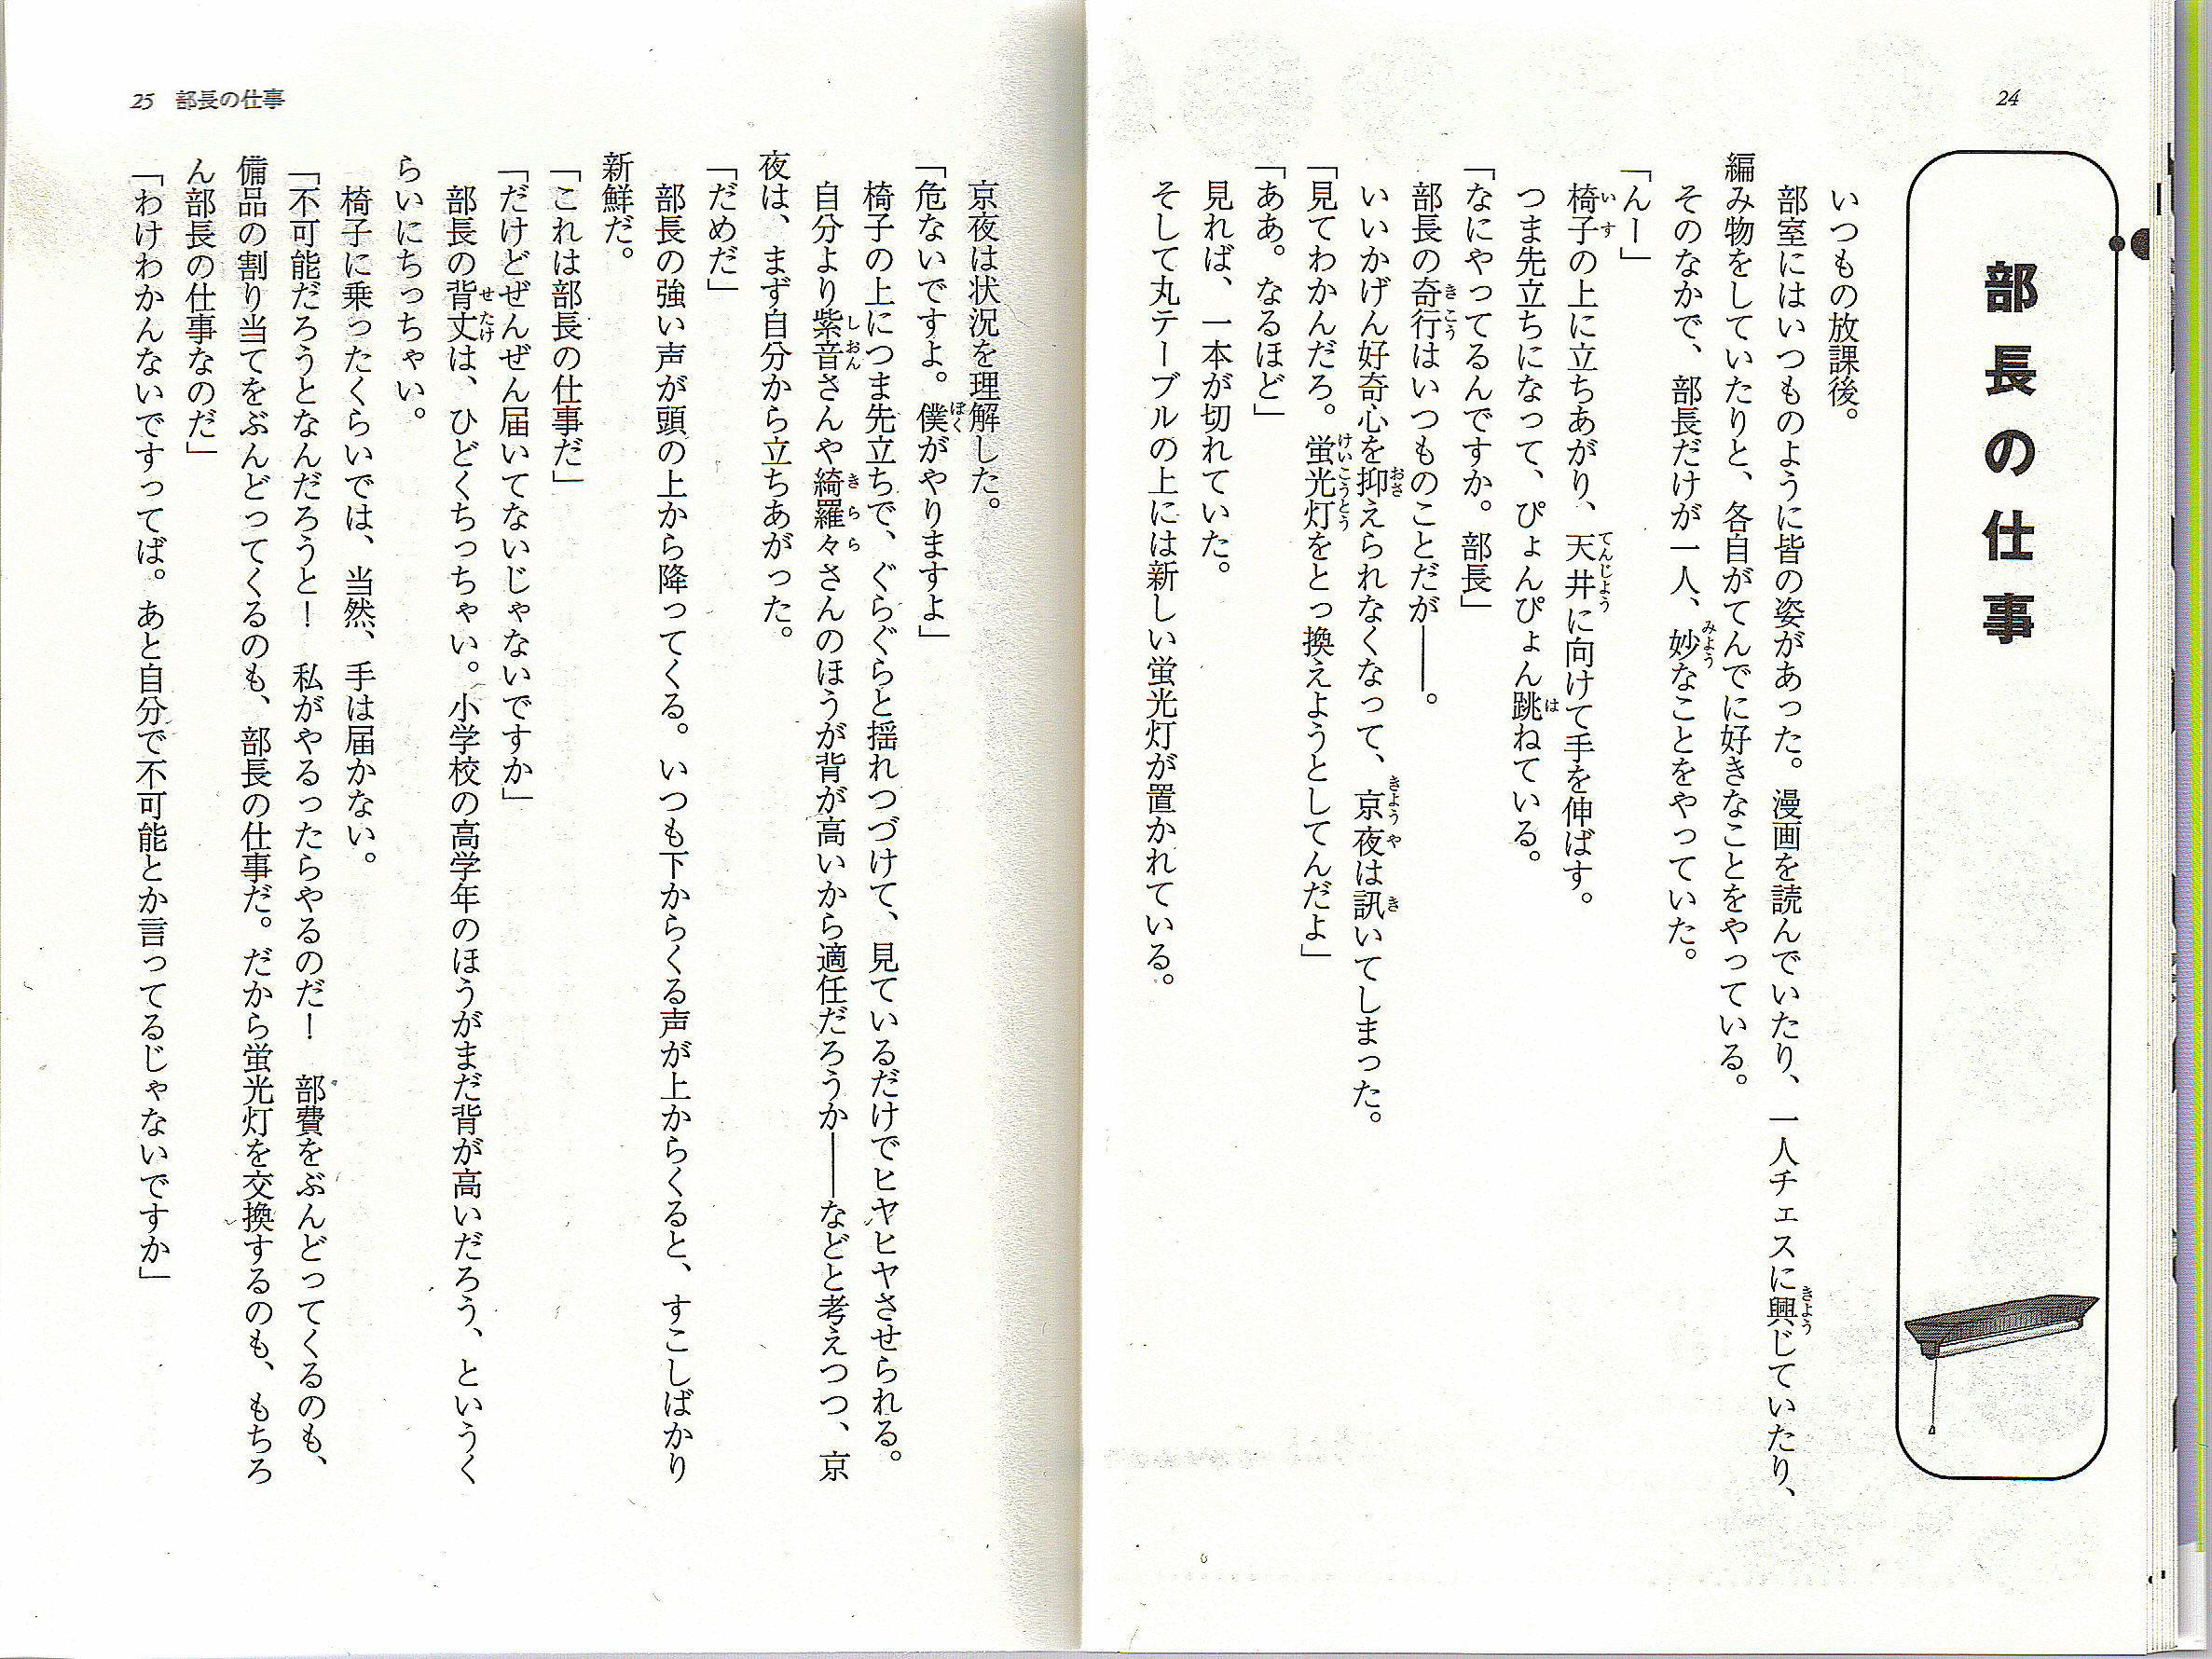 24
部長の仕事
いつもの放課後。
部室にはいつものように皆の姿があった。漫画を読んでいたり、一人チェスに興じていたり、
編み物をしていたりと、各自がてんでに好きなことをやっている。
そのなかで、部長だけが一人、妙なことをやっていた。
「んー」
椅子の上に立ちあがり、天井に向けて手を伸ばす。
つま先立ちになって、ぴょんぴょん跳ねている。
「なにやってるんですか。部長」
部長の奇行はいつものことだが――。
いいかげん好奇心を抑えられなくなって、京夜は訊いてしまった。
「見てわかんだろ。蛍光灯をとっ換えようとしてんだよ」
「ああ。なるほど」
見れば、一本が切れていた。
そして丸テーブルの上には新しい蛍光灯が置かれている。
25 部長の仕事
京夜は状況を理解した。
「危ないですよ。僕がやりますよ」
椅子の上につま先立ちで、ぐらぐらと揺れつづけて、見ているだけでヒヤヒヤさせられる。
自分より紫音さんや綺羅々さんのほうが背が高いから適任だろうか――などと考えつつ、京
夜は、まず自分から立ちあがった。
「だめだ」
部長の強い声が頭の上から降ってくる。いつも下からくる声が上からくると、すこしばかり
新鮮だ。
「これは部長の仕事だ」
「だけどぜんぜん届いてないじゃないですか」
部長の背丈は、ひどくちっちゃい。小学校の高学年のほうがまだ背が高いだろう、というく
らいにちっちゃい。
椅子に乗ったくらいでは、当然、手は届かない。
「不可能だろうとなんだろうと！　私がやるったらやるのだ！　部費をぶんどってくるのも、
備品の割り当てをぶんどってくるのも、部長の仕事だ。だから蛍光灯を交換するのも、もちろ
ん部長の仕事なのだ」
「わけわかんないですってば。あと自分で不可能とか言ってるじゃないですか」